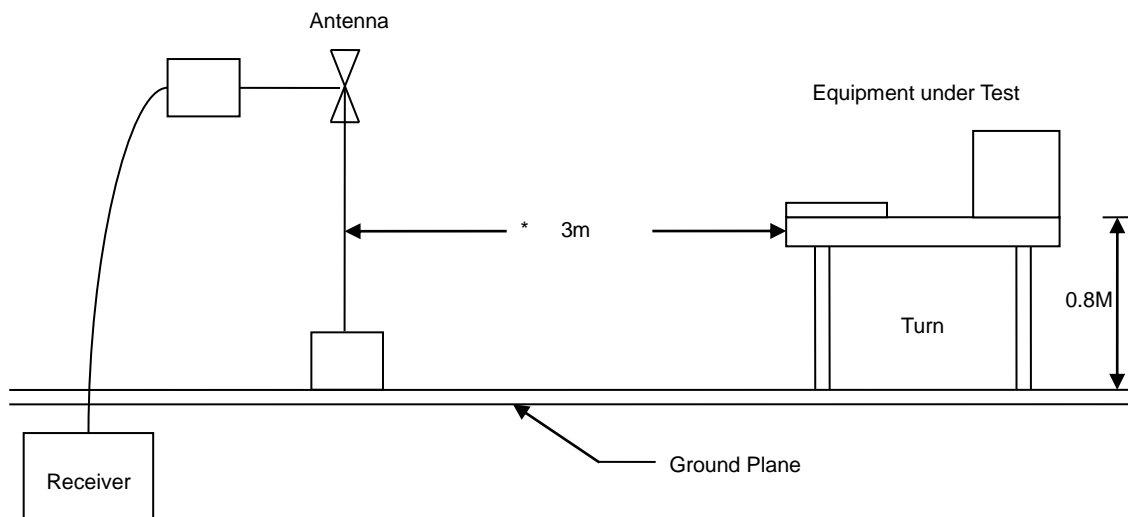 Antenna
Equipment under Test
* 3m
0.8M
Turn
Ground Plane
Receiver